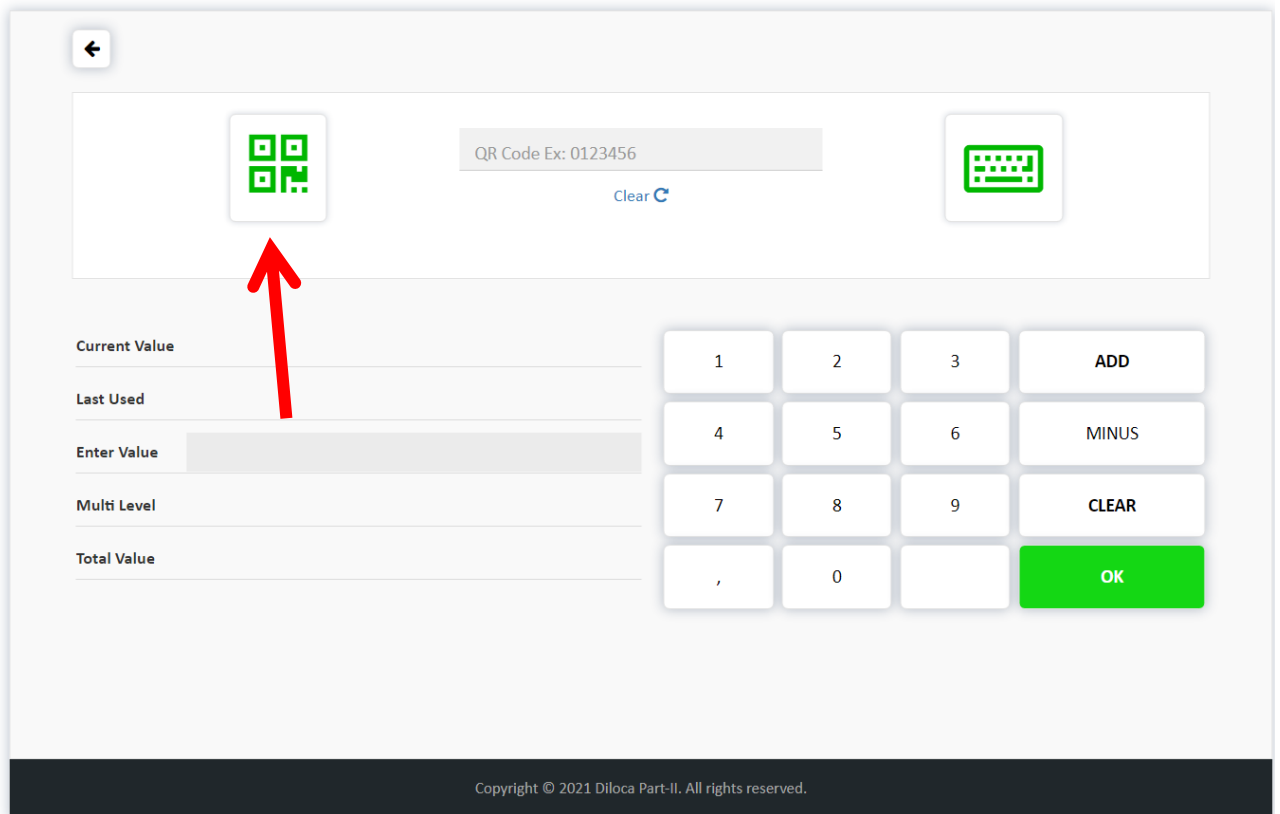 QR Code Ex: 0123456
Clear
Current Value
Last Used
Enter Value
Multi Level
Total Value
1 2 3 ADD
4 5 6 MINUS
7 8 9 CLEAR
, 0 OK
Copyright © 2021 Diloca Part-II. All rights reserved.